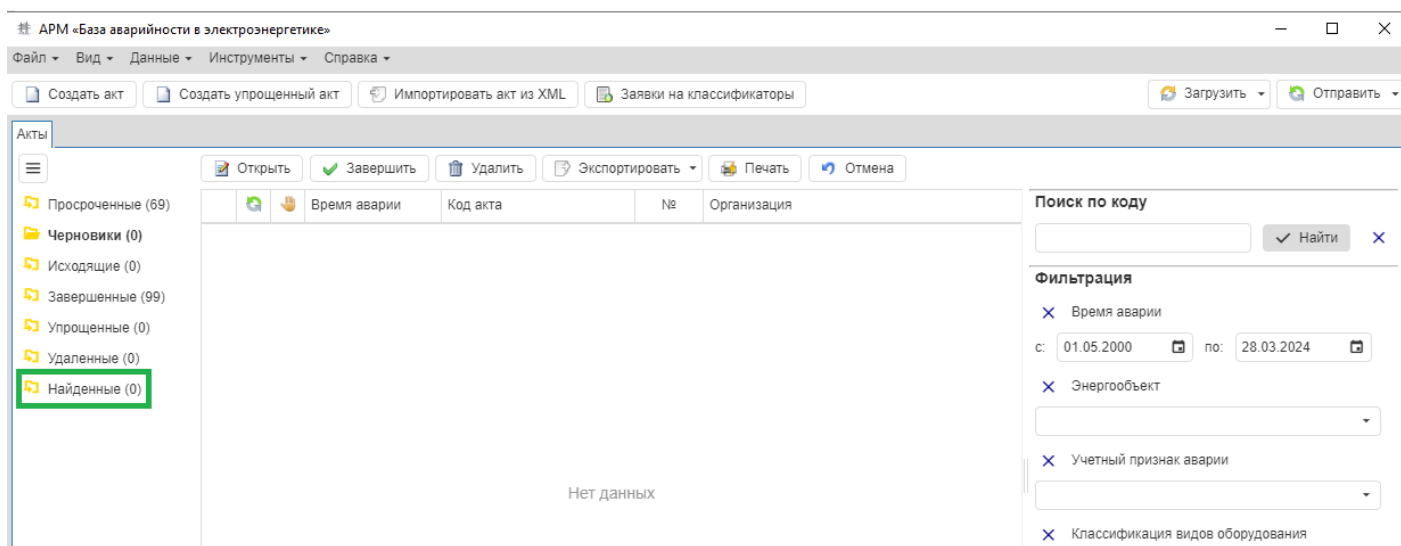 АРМ «База аварийности в электроэнергетике»
Файл Вид Данные Инструменты Справка
Создать акт Создать упрощенный акт Импортировать акт из XML Заявки на классификаторы Загрузить Отправить
Акты
Открыть Завершить Удалить Экспортировать Печать Отмена
Просроченные (69)
Черновики (0)
Исходящие (0)
Завершенные (99)
Упрощенные (0)
Удаленные (0)
Найденные (0)
Время аварии Код акта № Организация
Нет данных
Поиск по коду
Найти
Фильтрация
Время аварии
с: 01.05.2000 по: 28.03.2024
Энергообъект
Учетный признак аварии
Классификация видов оборудования